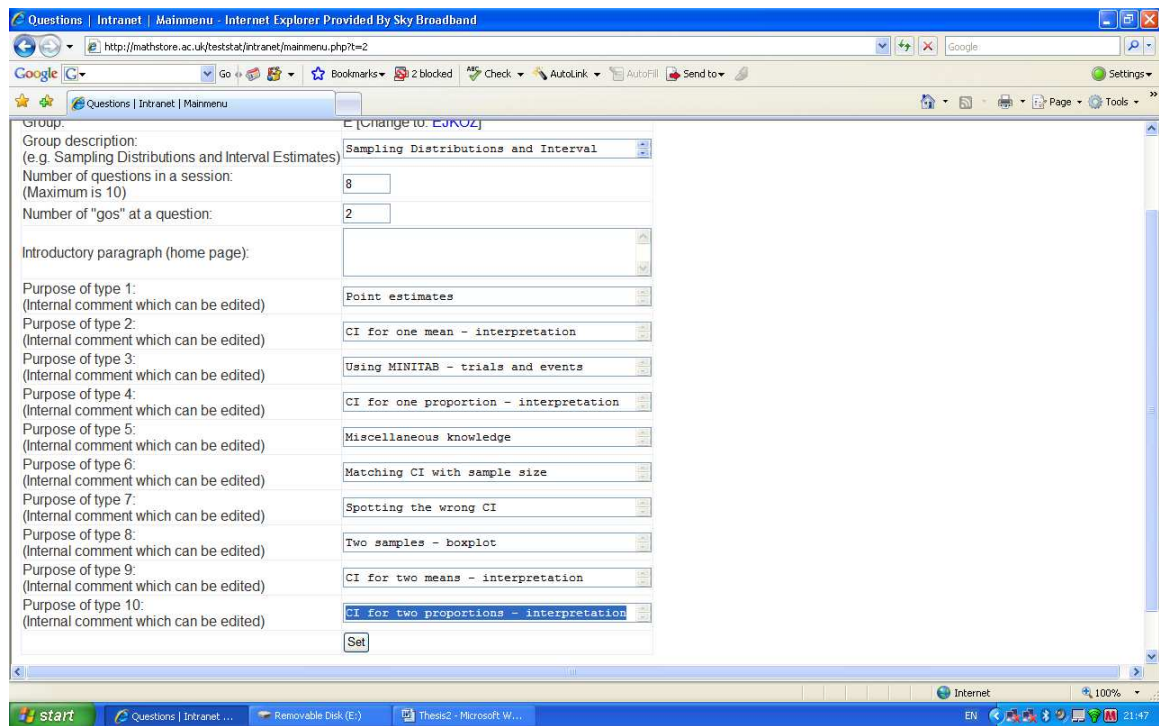 Questions | Intranet | Mainmenu - Internet Explorer Provided By Sky Broadband
http://mathstore.ac.uk/teststat/intranet/mainmenu.php?t=2
Google
Google G Go Bookmarks 2 blocked ABC Check AutoLink AutoFill Send to Settings
Questions | Intranet | Mainmenu Page Tools
Group: E [Change to: EJKOZ]
Group description:
(e.g. Sampling Distributions and Interval Estimates) Sampling Distributions and Interval
Number of questions in a session:
(Maximum is 10) 8
Number of "gos" at a question: 2
Introductory paragraph (home page):
Purpose of type 1:
(Internal comment which can be edited) Point estimates
Purpose of type 2:
(Internal comment which can be edited) CI for one mean - interpretation
Purpose of type 3:
(Internal comment which can be edited) Using MINITAB - trials and events
Purpose of type 4:
(Internal comment which can be edited) CI for one proportion - interpretation
Purpose of type 5:
(Internal comment which can be edited) Miscellaneous knowledge
Purpose of type 6:
(Internal comment which can be edited) Matching CI with sample size
Purpose of type 7:
(Internal comment which can be edited) Spotting the wrong CI
Purpose of type 8:
(Internal comment which can be edited) Two samples - boxplot
Purpose of type 9:
(Internal comment which can be edited) CI for two means - interpretation
Purpose of type 10:
(Internal comment which can be edited) CI for two proportions - interpretation
Set
Internet 100%
start Questions | Intranet ... Removable Disk (E:) Thesis2 - Microsoft W... EN 21:47